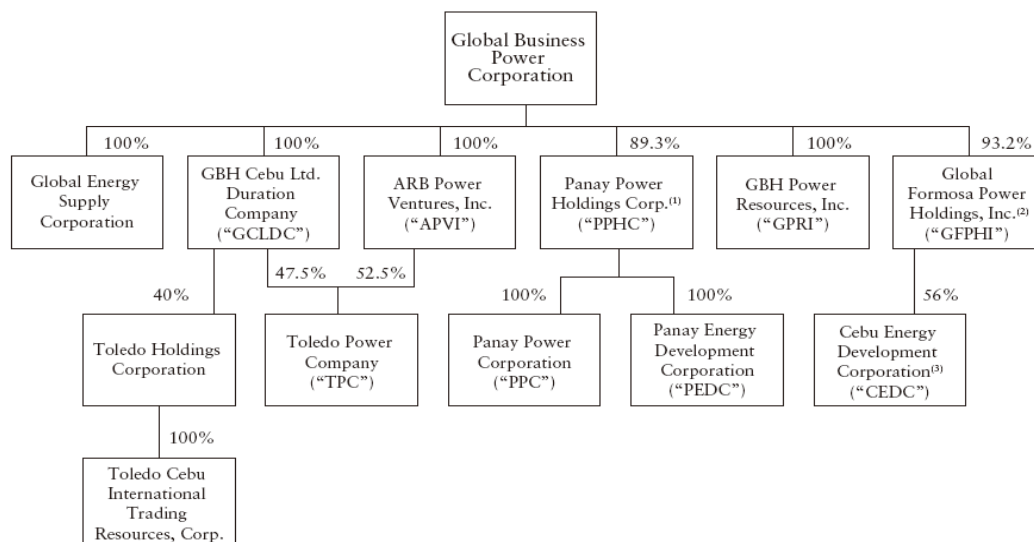 Global Business
Power
Corporation
100%
100%
100%
89.3%
100%
93.2%
Global Energy
Supply
Corporation
GBH Cebu Ltd.
Duration
Company
(“GCLDC”)
ARB Power
Ventures, Inc.
(“APVI”)
Panay Power
Holdings Corp.(1)
(“PPHC”)
GBH Power
Resources, Inc.
(“GPRI”)
Global
Formosa Power
Holdings, Inc.(2)
(“GFPHI”)
40%
47.5%
52.5%
100%
100%
56%
Toledo Holdings
Corporation
Toledo Power
Company
(“TPC”)
Panay Power
Corporation
(“PPC”)
Panay Energy
Development
Corporation
(“PEDC”)
Cebu Energy
Development
Corporation(3)
(“CEDC”)
100%
Toledo Cebu
International
Trading
Resources, Corp.